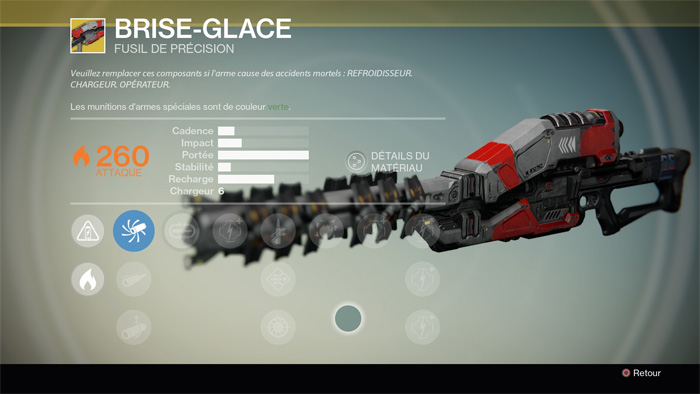 BRISE-GLACE
FUSIL DE PRÉCISION
Veuillez remplacer ces composants si l'arme cause des accidents mortels : REFROIDISSEUR.
CHARGEUR. OPÉRATEUR.
Les munitions d'armes spéciales sont de couleur verte.
260
ATTAQUE
Cadence
Impact
Portée
Stabilité
Recharge
Chargeur 6
DÉTAILS DU
MATÉRIAU
Retour